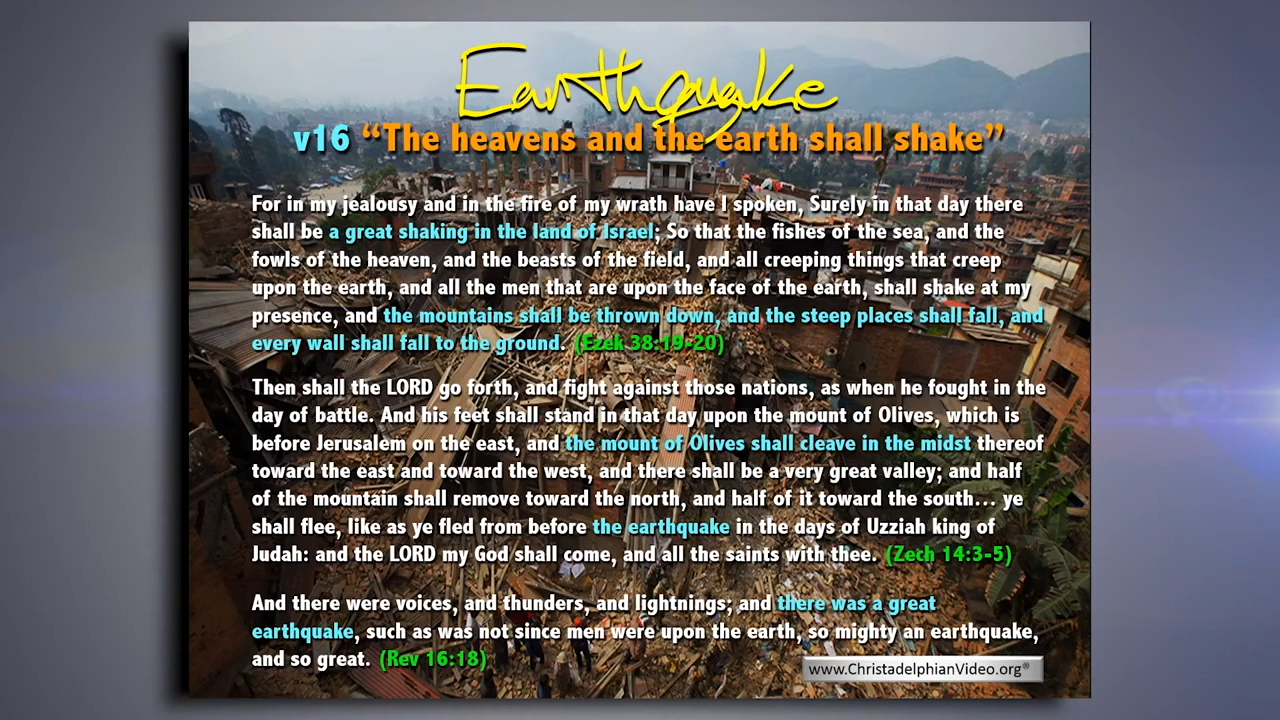 Earthquake
v16 “The heavens and the earth shall shake”
For in my jealousy and in the fire of my wrath have I spoken, Surely in that day there
shall be a great shaking in the land of Israel; So that the fishes of the sea, and the
fowls of the heaven, and the beasts of the field, and all creeping things that creep
upon the earth, and all the men that are upon the face of the earth, shall shake at my
presence, and the mountains shall be thrown down, and the steep places shall fall, and
every wall shall fall to the ground. (Ezek 38:19-20)
Then shall the LORD go forth, and fight against those nations, as when he fought in the
day of battle. And his feet shall stand in that day upon the mount of Olives, which is
before Jerusalem on the east, and the mount of Olives shall cleave in the midst thereof
toward the east and toward the west, and there shall be a very great valley; and half
of the mountain shall remove toward the north, and half of it toward the south... ye
shall flee, like as ye fled from before the earthquake in the days of Uzziah king of
Judah: and the LORD my God shall come, and all the saints with thee. (Zech 14:3-5)
And there were voices, and thunders, and lightnings; and there was a great
earthquake, such as was not since men were upon the earth, so mighty an earthquake,
and so great. (Rev 16:18)
www.ChristadelphianVideo.org®